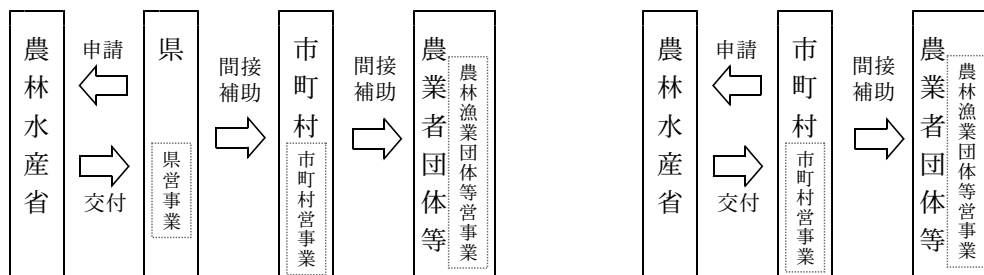 農林水産省
申請
交付
県
県営事業
間接
補助
市町村
市町村営事業
間接
補助
農業者団体等
農林漁業団体等営事業
農林水産省
申請
交付
市町村
市町村営事業
間接
補助
農業者団体等
農林漁業団体等営事業